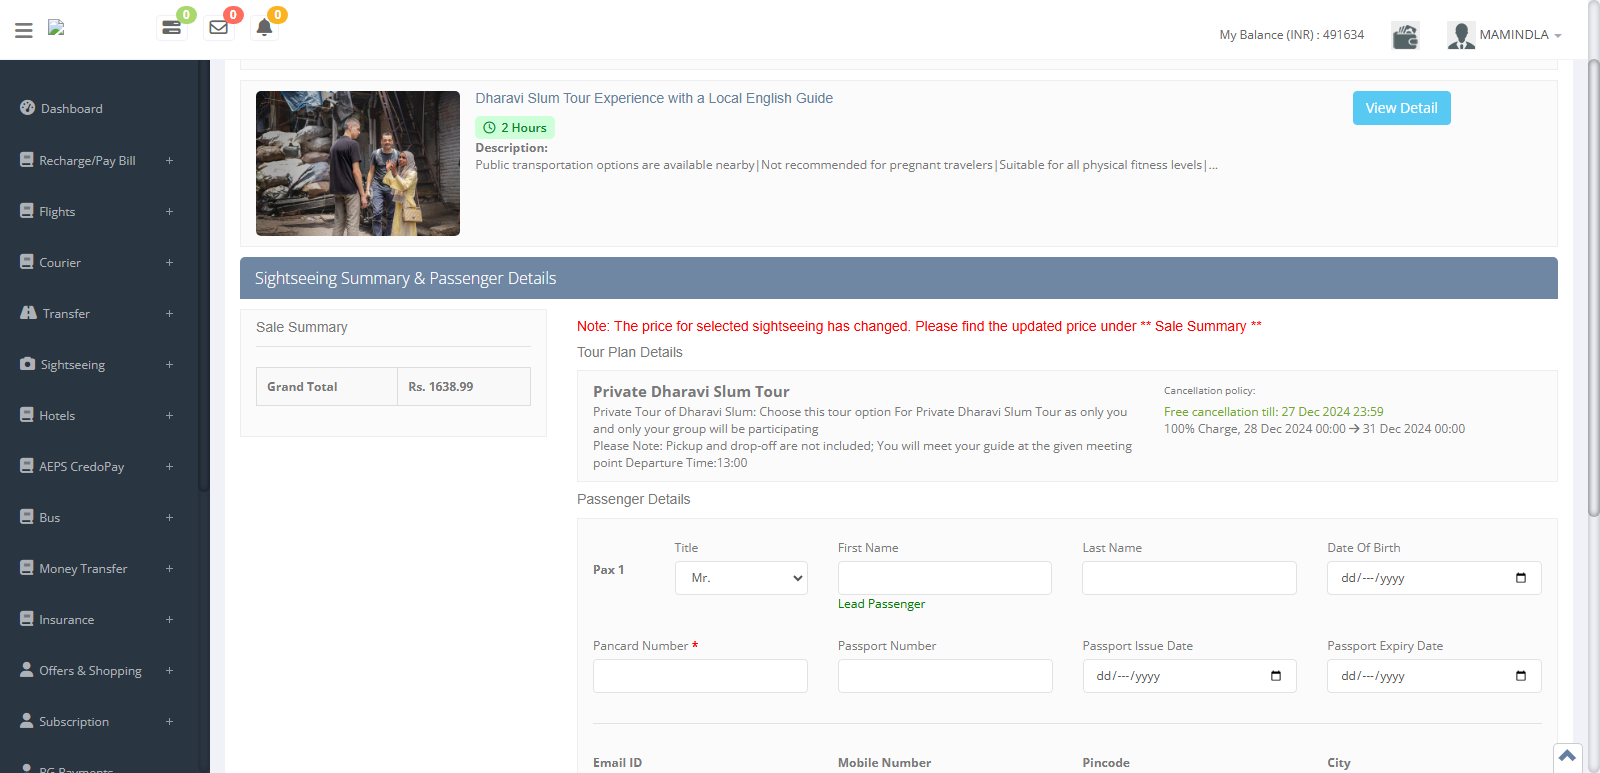 0
0
0
My Balance (INR) : 491634
MAMINDLA
Dashboard
Recharge/Pay Bill +
Flights +
Courier +
Transfer +
Sightseeing +
Hotels +
AEPS CredoPay +
Bus +
Money Transfer +
Insurance +
Offers & Shopping +
Subscription +
PG Payments
Dharavi Slum Tour Experience with a Local English Guide
View Detail
2 Hours
Description:
Public transportation options are available nearby|Not recommended for pregnant travelers|Suitable for all physical fitness levels|...
Sightseeing Summary & Passenger Details
Sale Summary
Grand Total Rs. 1638.99
Note: The price for selected sightseeing has changed. Please find the updated price under ** Sale Summary **
Tour Plan Details
Private Dharavi Slum Tour
Private Tour of Dharavi Slum: Choose this tour option For Private Dharavi Slum Tour as only you
and only your group will be participating
Please Note: Pickup and drop-off are not included; You will meet your guide at the given meeting
point Departure Time:13:00
Cancellation policy:
Free cancellation till: 27 Dec 2024 23:59
100% Charge, 28 Dec 2024 00:00 → 31 Dec 2024 00:00
Passenger Details
Title First Name Last Name Date Of Birth
Pax 1 Mr. dd/---/yyyy
Lead Passenger
Pancard Number * Passport Number Passport Issue Date Passport Expiry Date
dd/---/yyyy dd/---/yyyy
Email ID Mobile Number Pincode City